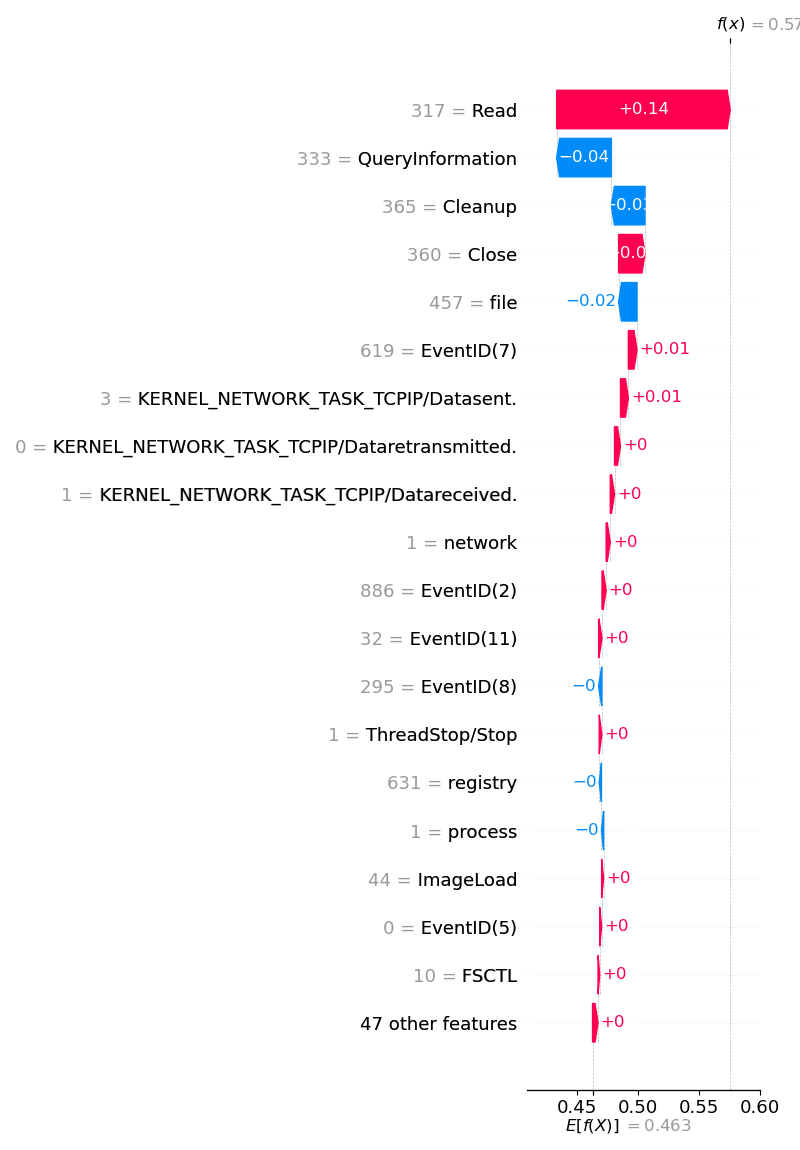 f(x) = 0.57
317 = Read +0.14
333 = QueryInformation −0.04
365 = Cleanup
360 = Close
457 = file −0.02
619 = EventID(7) +0.01
3 = KERNEL_NETWORK_TASK_TCPIP/Datasent. +0.01
0 = KERNEL_NETWORK_TASK_TCPIP/Dataretransmitted. +0
1 = KERNEL_NETWORK_TASK_TCPIP/Datareceived. +0
1 = network +0
886 = EventID(2) +0
32 = EventID(11) +0
295 = EventID(8) −0
1 = ThreadStop/Stop +0
631 = registry −0
1 = process −0
44 = ImageLoad +0
0 = EventID(5) +0
10 = FSCTL +0
47 other features +0
0.45 0.50 0.55 0.60
E[f(X)] = 0.463